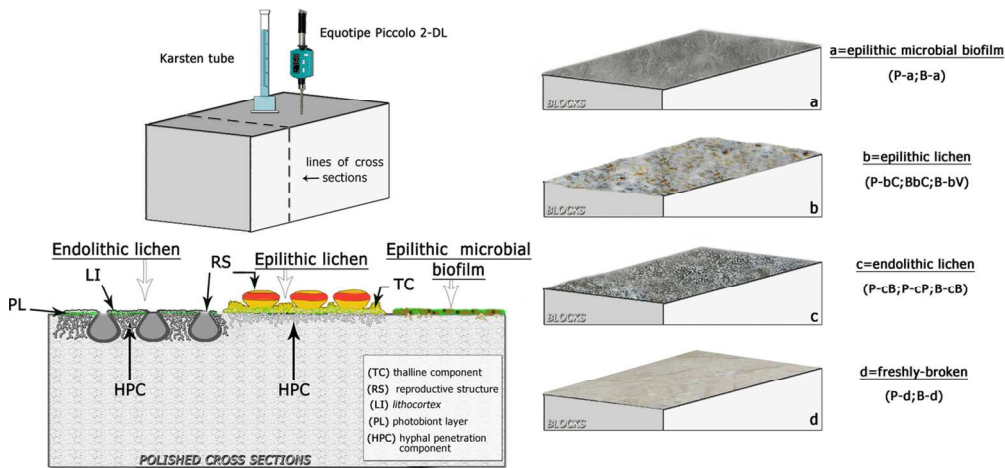 Karsten tube
Equotipe Piccolo 2-DL
lines of cross
sections
Endolithic lichen
LI
RS
Epilithic lichen
Epilithic microbial
biofilm
TC
PL
HPC
HPC
(TC) thalline component
(RS) reproductive structure
(LI) lithocortex
(PL) photobiont layer
(HPC) hyphal penetration
component
POLISHED CROSS SECTIONS
BLOCKS
a
a=epilithic microbial biofilm
(P-a;B-a)
BLOCKS
b
b=epilithic lichen
(P-bC;BbC;B-bV)
BLOCKS
c
c=endolithic lichen
(P-cB;P-cP;B-cB)
BLOCKS
d
d=freshly-broken
(P-d;B-d)